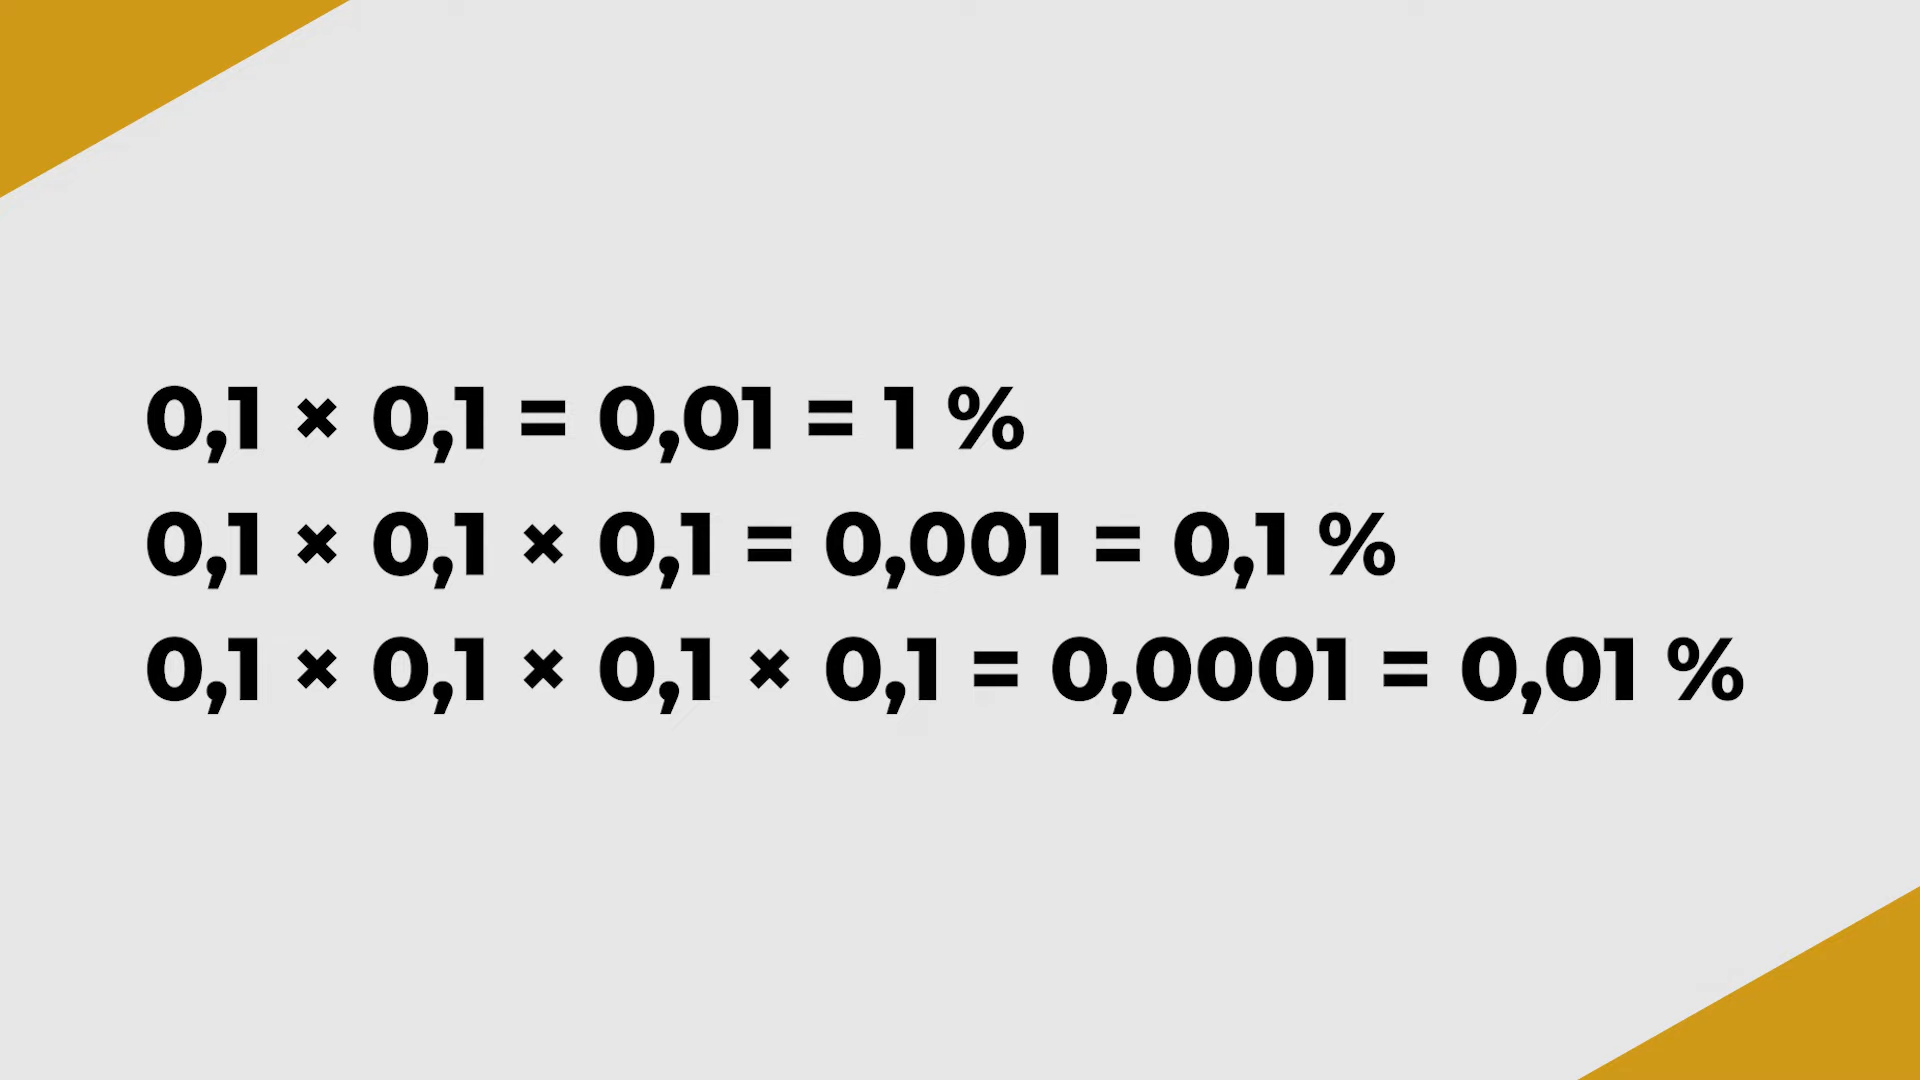 0,1 × 0,1 = 0,01 = 1 %
0,1 × 0,1 × 0,1 = 0,001 = 0,1 %
0,1 × 0,1 × 0,1 × 0,1 = 0,0001 = 0,01 %